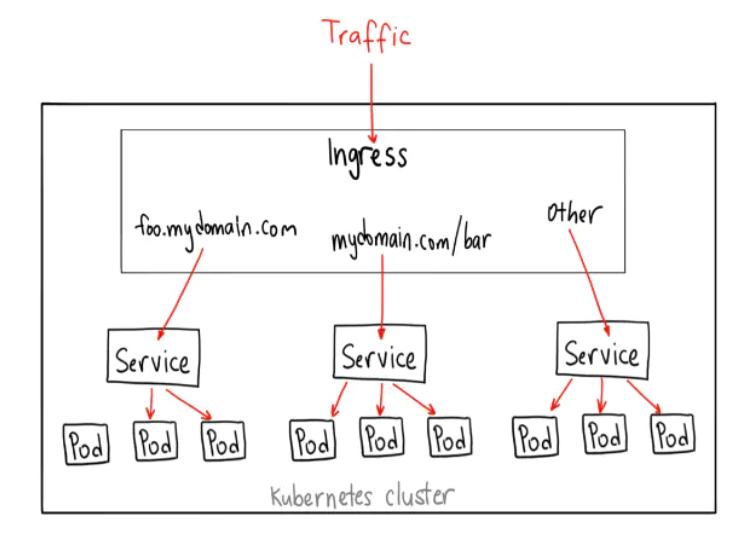 Traffic
Ingress
foo.mydomain.com
mydomain.com/bar
other
Service
Service
Service
Pod
Pod
Pod
Pod
Pod
Pod
Pod
Pod
Pod
Kubernetes cluster